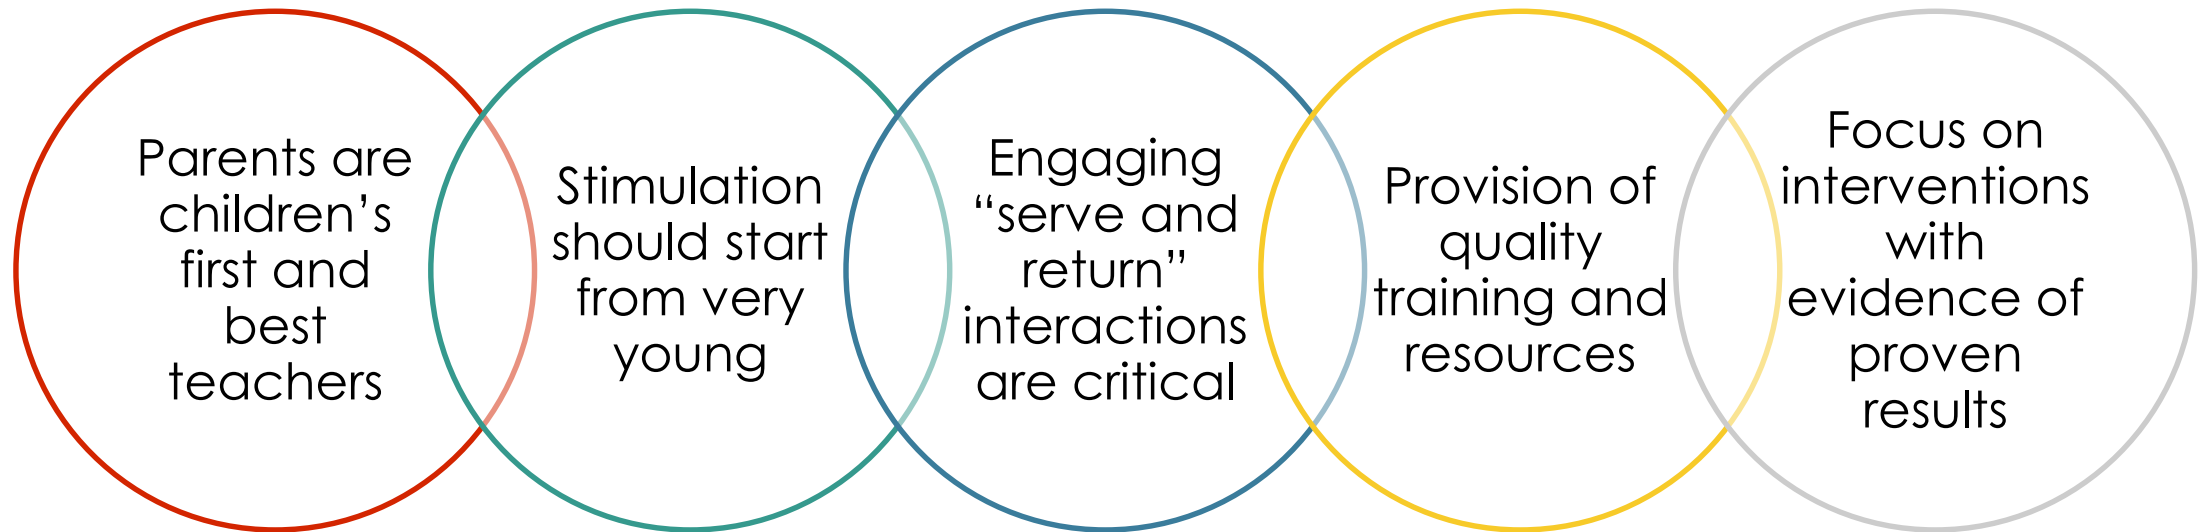 Parents are
children’s
first and
best
teachers
Stimulation
should start
from very
young
Engaging
“serve and
return”
interactions
are critical
Provision of
quality
training and
resources
Focus on
interventions
with
evidence of
proven
results